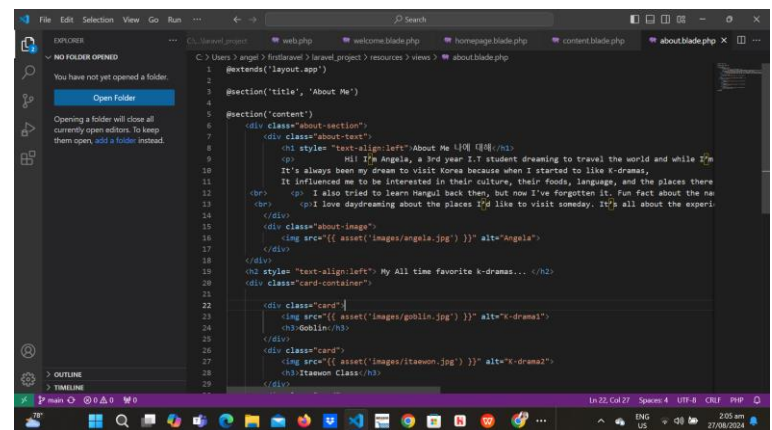 File Edit Selection View Go Run ··· Search
EXPLORER ··· web.php welcome.blade.php homepage.blade.php content.blade.php about.blade.php
NO FOLDER OPENED
C: > Users > angel > firstlaravel > laravel_project > resources > views > about.blade.php
You have not yet opened a folder.
Open Folder
Opening a folder will close all
currently open editors. To keep
them open, add a folder instead.
1 @extends('layout.app')
2
3 @section('title', 'About Me')
4
5 @section('content')
6 <div class="about-section">
7 <div class="about-text">
8 <h1 style= "text-align:left">About Me 나에 대해</h1>
9 <p> Hi! I'm Angela, a 3rd year I.T student dreaming to travel the world and while I'm
10 It's always been my dream to visit Korea because when I started to like K-dramas,
11 It influenced me to be interested in their culture, their foods, language, and the places there
12 <br> <p> I also tried to learn Hangul back then, but now I've forgotten it. Fun fact about the
13 <br> <p>I love daydreaming about the places I'd like to visit someday. It's all about the experi
14 </div>
15 <div class="about-image">
16 <img src="{{ asset('images/angela.jpg') }}" alt="Angela">
17 </div>
18 </div>
19 <h2 style= "text-align:left"> My All time favorite k-dramas... </h2>
20 <div class="card-container">
21
22 <div class="card">
23 <img src="{{ asset('images/goblin.jpg') }}" alt="K-drama1">
24 <h3>Goblin</h3>
25 </div>
26 <div class="card">
27 <img src="{{ asset('images/itaewon.jpg') }}" alt="K-drama2">
28 <h3>Itaewon Class</h3>
29 </div>
OUTLINE
TIMELINE
main 0 0 0 Ln 22, Col 27 Spaces: 4 UTF-8 CRLF PHP
78° ENG 2:05 am
US 27/08/2024